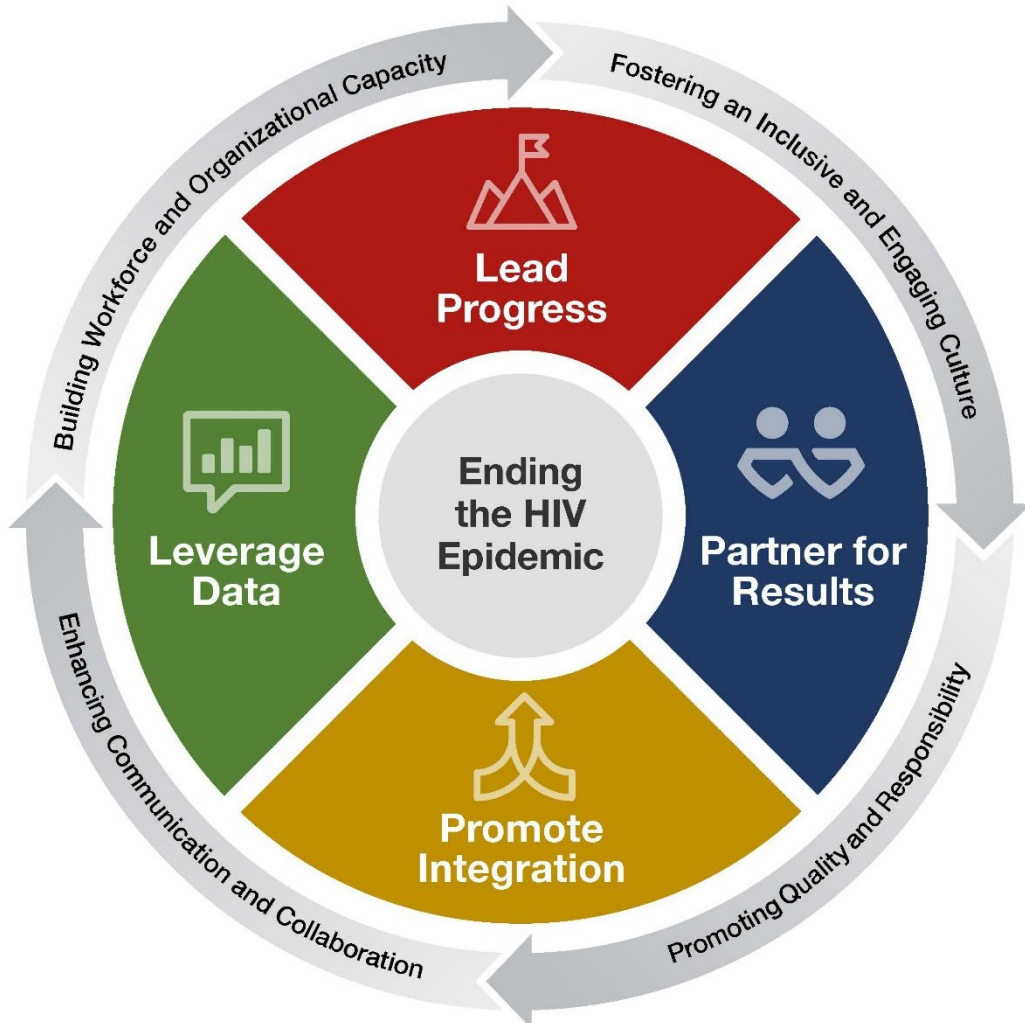 Building Workforce and Organizational Capacity
Fostering an Inclusive and Engaging Culture
Lead
Progress
Leverage
Data
Ending
the HIV
Epidemic
Partner for
Results
Promote
Integration
Enhancing Communication and Collaboration
Promoting Quality and Responsibility